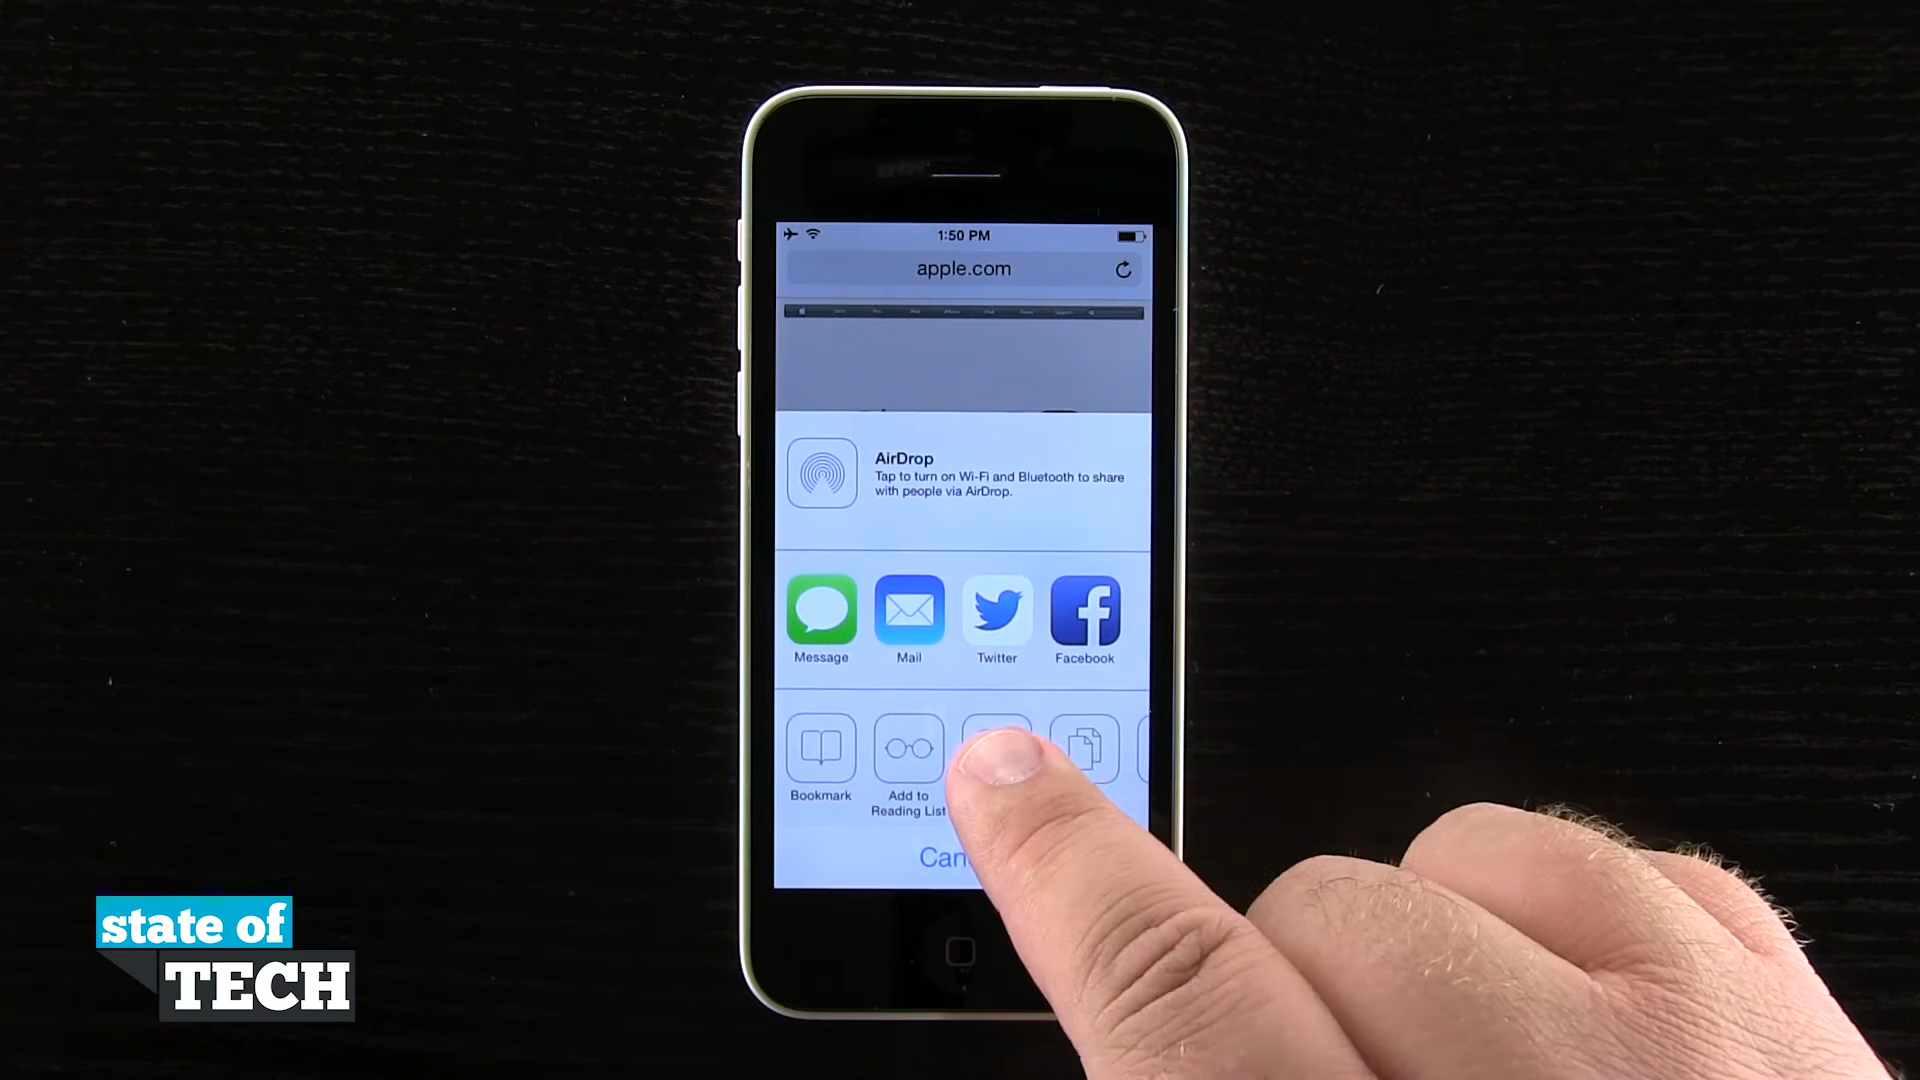 1:50 PM
apple.com
AirDrop
Tap to turn on Wi-Fi and Bluetooth to share
with people via AirDrop.
Message
Mail
Twitter
Facebook
Bookmark
Add to
Reading List
Can
state of
TECH